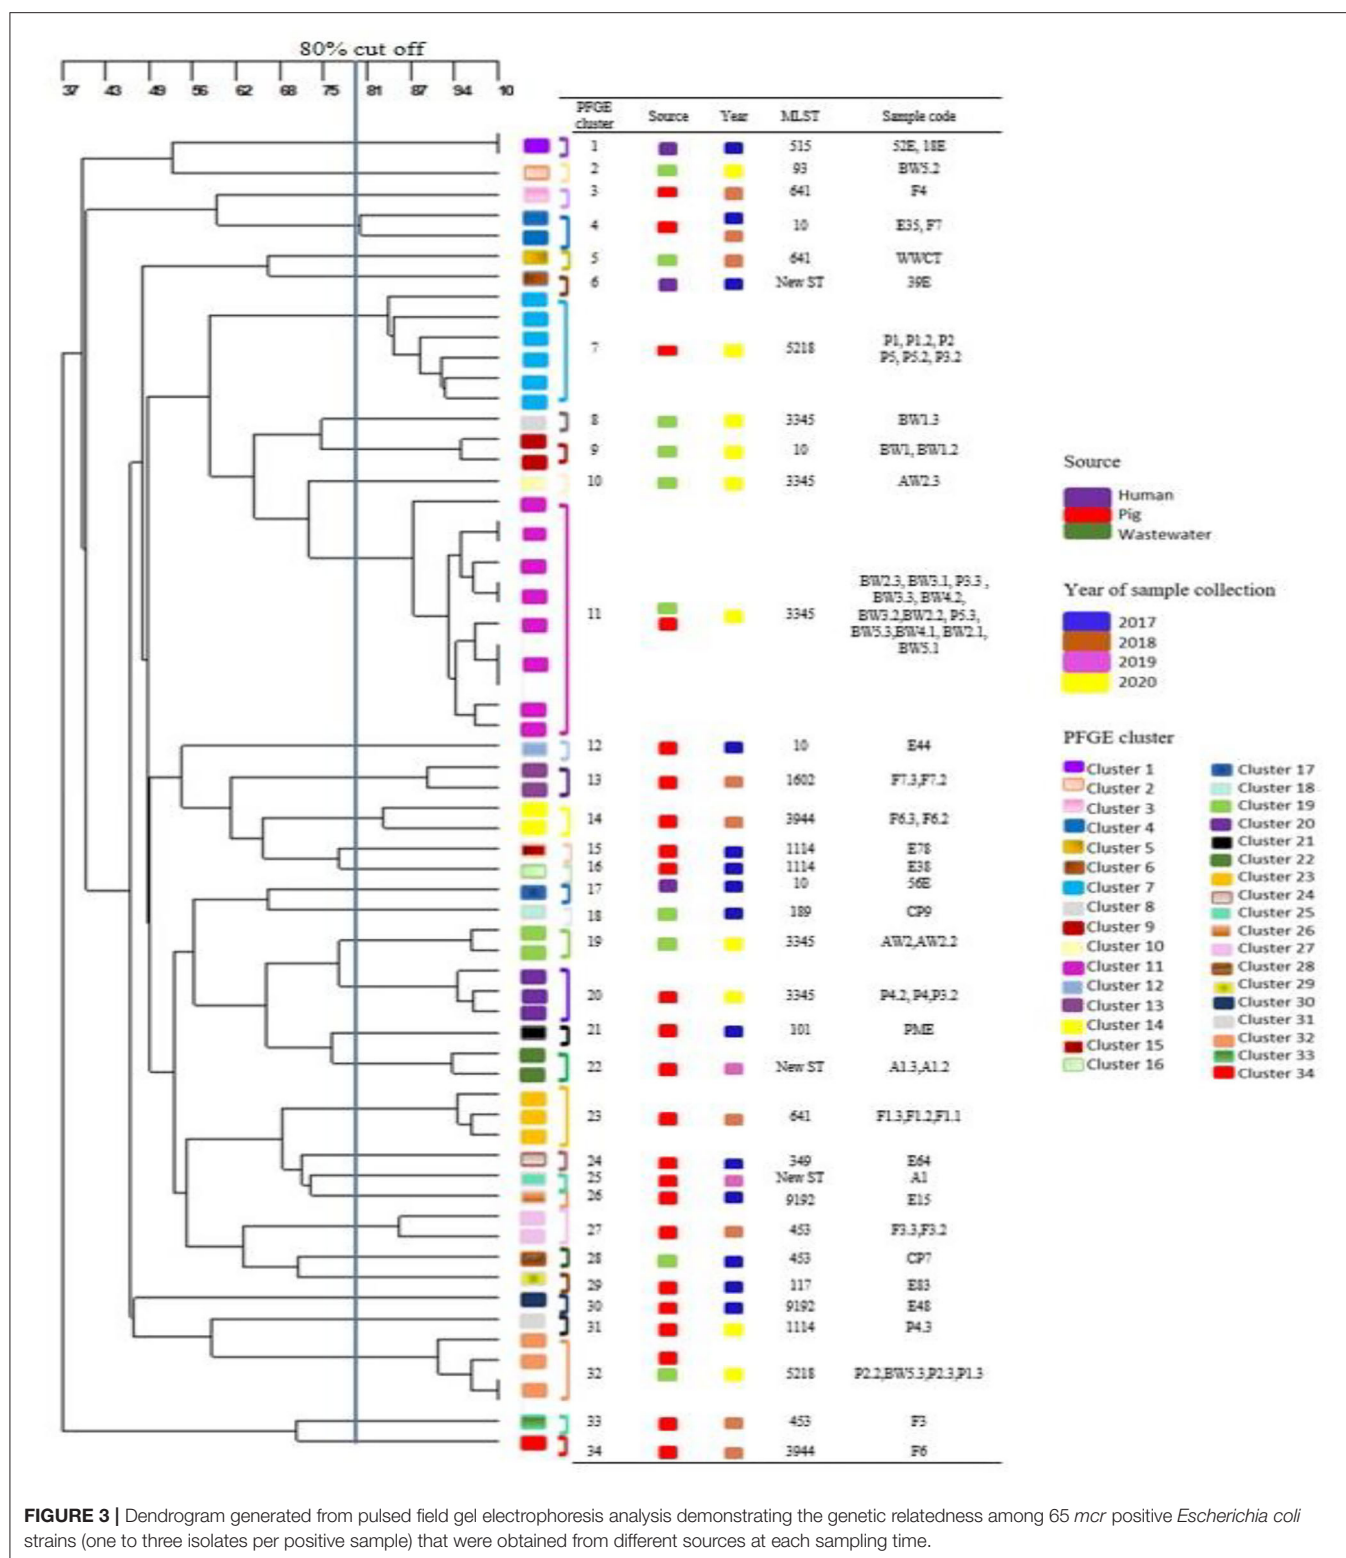 80% cut off
37 43 49 56 62 68 75 81 87 94 10
PFGE cluster Source Year MLST Sample code
1 515 52E, 18E
2 93 BW5.2
3 641 F4
4 10 E35, F7
5 641 WWCT
6 New ST 39E
7 5218 P1, P1.2, P2
P5, P5.2, P3.2
8 3345 BW1.3
9 10 BW1, BW1.2
10 3345 AW2.3
11 3345 BW2.3, BW3.1, P3.3 ,
BW3.3, BW4.2,
BW3.2,BW2.2, P5.3,
BW5.3,BW4.1, BW2.1,
BW5.1
12 10 E44
13 1602 F7.3,F7.2
14 3944 F6.3, F6.2
15 1114 E78
16 1114 E38
17 10 56E
18 189 CP9
19 3345 AW2,AW2.2
20 3345 P4.2, P4,P3.2
21 101 PME
22 New ST A1.3,A1.2
23 641 F1.3,F1.2,F1.1
24 349 E64
25 New ST A1
26 9192 E15
27 453 F3.3,F3.2
28 453 CP7
29 117 E83
30 9192 E48
31 1114 P4.3
32 5218 P2.2,BW5.3,P2.3,P1.3
33 453 F3
34 3944 F6
Source
Human
Pig
Wastewater
Year of sample collection
2017
2018
2019
2020
PFGE cluster
Cluster 1
Cluster 2
Cluster 3
Cluster 4
Cluster 5
Cluster 6
Cluster 7
Cluster 8
Cluster 9
Cluster 10
Cluster 11
Cluster 12
Cluster 13
Cluster 14
Cluster 15
Cluster 16
Cluster 17
Cluster 18
Cluster 19
Cluster 20
Cluster 21
Cluster 22
Cluster 23
Cluster 24
Cluster 25
Cluster 26
Cluster 27
Cluster 28
Cluster 29
Cluster 30
Cluster 31
Cluster 32
Cluster 33
Cluster 34
FIGURE 3 | Dendrogram generated from pulsed field gel electrophoresis analysis demonstrating the genetic relatedness among 65 mcr positive Escherichia coli
strains (one to three isolates per positive sample) that were obtained from different sources at each sampling time.